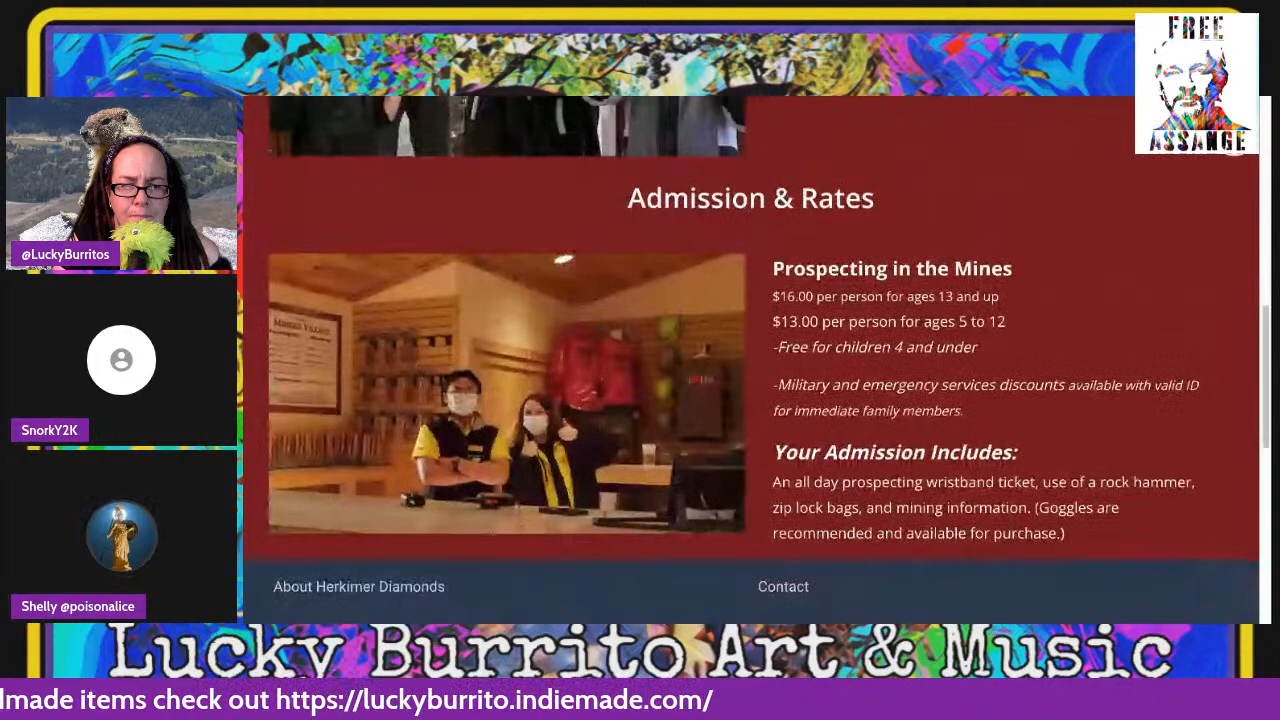 FREE
ASSANGE
@LuckyBurritos
SnorkY2K
Shelly @poisonalice
Admission & Rates
Prospecting in the Mines
$16.00 per person for ages 13 and up
$13.00 per person for ages 5 to 12
-Free for children 4 and under
-Military and emergency services discounts available with valid ID
for immediate family members.
Your Admission Includes:
An all day prospecting wristband ticket, use of a rock hammer,
zip lock bags, and mining information. (Goggles are
recommended and available for purchase.)
About Herkimer Diamonds
Contact
Lucky Burrito Art & Music
lmade items check out https://luckyburrito.indiemade.com/